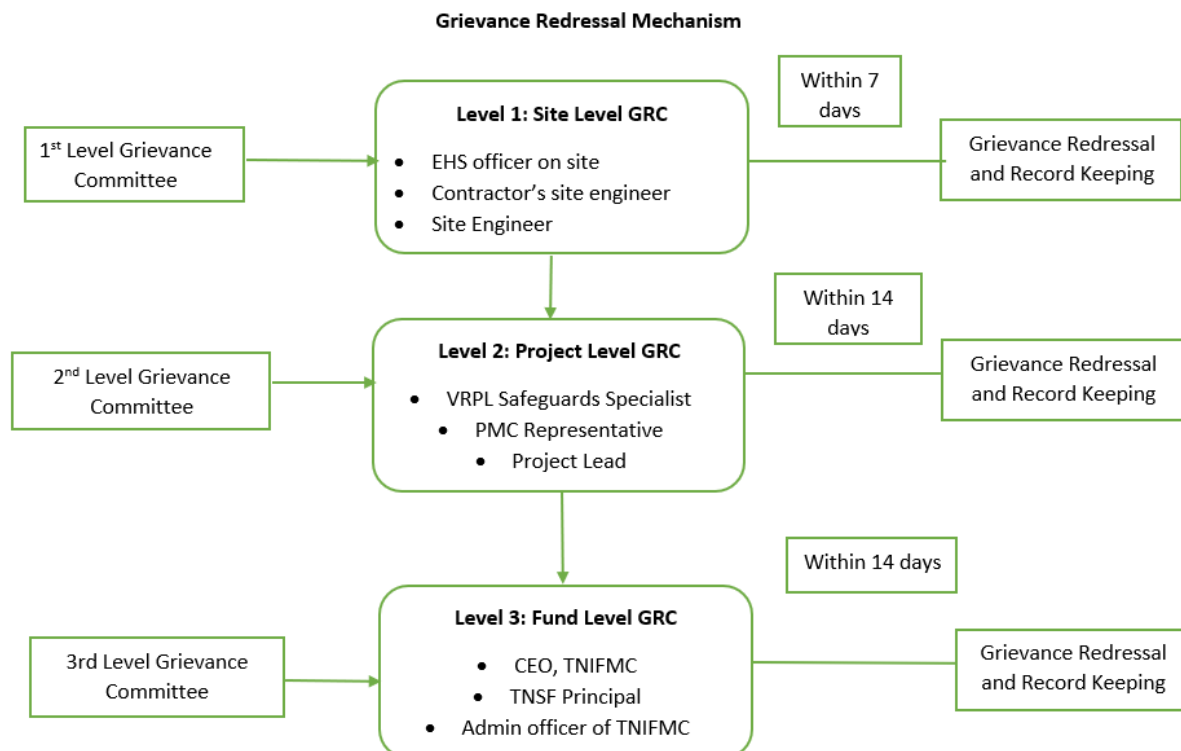 Grievance Redressal Mechanism
Within 7
days
Level 1: Site Level GRC
1st Level Grievance
Committee
• EHS officer on site
• Contractor’s site engineer
• Site Engineer
Grievance Redressal
and Record Keeping
Within 14
days
Level 2: Project Level GRC
2nd Level Grievance
Committee
• VRPL Safeguards Specialist
• PMC Representative
• Project Lead
Grievance Redressal
and Record Keeping
Within 14 days
Level 3: Fund Level GRC
3rd Level Grievance
Committee
• CEO, TNIFMC
• TNSF Principal
• Admin officer of TNIFMC
Grievance Redressal
and Record Keeping